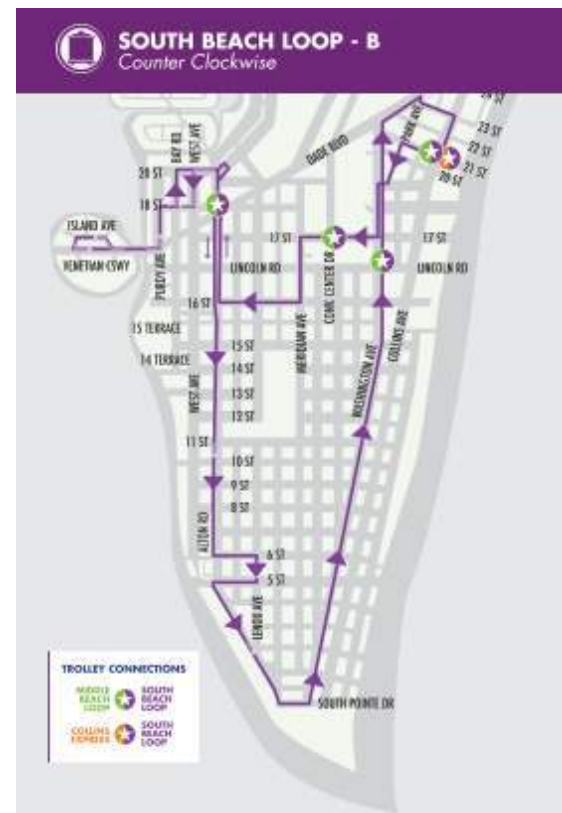 SOUTH BEACH LOOP - B
Counter Clockwise
24 ST
23 ST
22 ST
21 ST
20 ST
PARK AVE
DADE BLVD
BAY RD
WEST AVE
20 ST
18 ST
ISLAND AVE
VENETIAN CSWY
PURDY AVE
17 ST
17 ST
LINCOLN RD
LINCOLN RD
CONVENTION CENTER DR
MERIDIAN AVE
COLLINS AVE
WASHINGTON AVE
16 ST
15 TERRACE
15 ST
14 TERRACE
14 ST
WEST AVE
13 ST
12 ST
11 ST
10 ST
9 ST
8 ST
ALTON RD
6 ST
5 ST
LENOX AVE
SOUTH POINTE DR
TROLLEY CONNECTIONS
MIDDLE BEACH LOOP
SOUTH BEACH LOOP
COLLINS EXPRESS
SOUTH BEACH LOOP